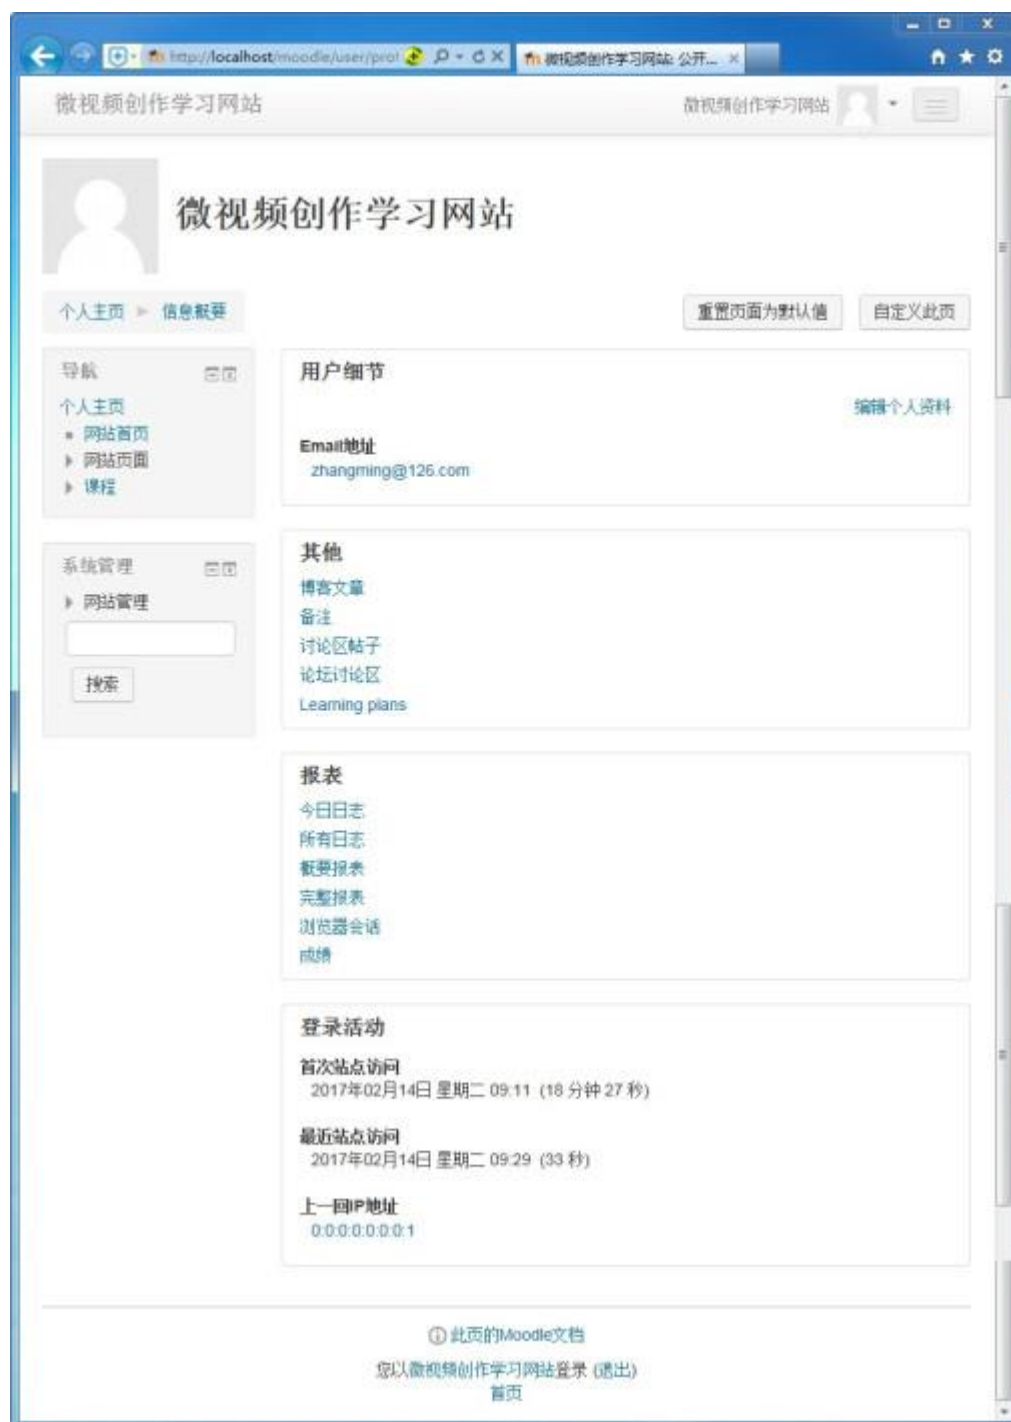 http://localhost/moodle/user/prof
微视频创作学习网站: 公开...
微视频创作学习网站
微视频创作学习网站
微视频创作学习网站
个人主页 ► 信息概要
重置页面为默认值
自定义此页
导航
个人主页
网站首页
网站页面
课程
系统管理
网站管理
搜索
用户细节
编辑个人资料
Email地址
zhangming@126.com
其他
博客文章
备注
讨论区帖子
论坛讨论区
Learning plans
报表
今日日志
所有日志
概要报表
完整报表
浏览器会话
成绩
登录活动
首次站点访问
2017年02月14日 星期二 09:11 (18 分钟 27 秒)
最近站点访问
2017年02月14日 星期二 09:29 (33 秒)
上一回IP地址
0:0:0:0:0:0:0:1
此页的Moodle文档
您以微视频创作学习网站登录 (退出)
首页